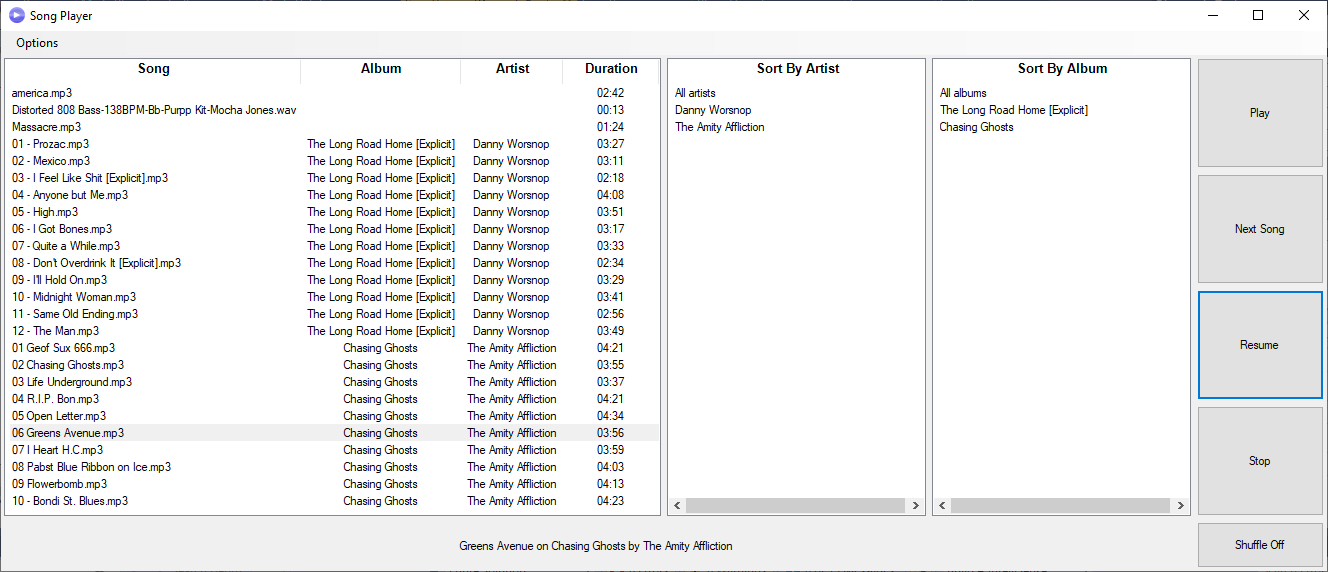 Song Player
Options
Song Album Artist Duration
america.mp3 02:42
Distorted 808 Bass-138BPM-Bb-Purpp Kit-Mocha Jones.wav 00:13
Massacre.mp3 01:24
01 - Prozac.mp3 The Long Road Home [Explicit] Danny Worsnop 03:27
02 - Mexico.mp3 The Long Road Home [Explicit] Danny Worsnop 03:11
03 - I Feel Like Shit [Explicit].mp3 The Long Road Home [Explicit] Danny Worsnop 02:18
04 - Anyone but Me.mp3 The Long Road Home [Explicit] Danny Worsnop 04:08
05 - High.mp3 The Long Road Home [Explicit] Danny Worsnop 03:51
06 - I Got Bones.mp3 The Long Road Home [Explicit] Danny Worsnop 03:17
07 - Quite a While.mp3 The Long Road Home [Explicit] Danny Worsnop 03:33
08 - Don't Overdrink It [Explicit].mp3 The Long Road Home [Explicit] Danny Worsnop 02:34
09 - I'll Hold On.mp3 The Long Road Home [Explicit] Danny Worsnop 03:29
10 - Midnight Woman.mp3 The Long Road Home [Explicit] Danny Worsnop 03:41
11 - Same Old Ending.mp3 The Long Road Home [Explicit] Danny Worsnop 02:56
12 - The Man.mp3 The Long Road Home [Explicit] Danny Worsnop 03:49
01 Geof Sux 666.mp3 Chasing Ghosts The Amity Affliction 04:21
02 Chasing Ghosts.mp3 Chasing Ghosts The Amity Affliction 03:55
03 Life Underground.mp3 Chasing Ghosts The Amity Affliction 03:37
04 R.I.P. Bon.mp3 Chasing Ghosts The Amity Affliction 04:21
05 Open Letter.mp3 Chasing Ghosts The Amity Affliction 04:34
06 Greens Avenue.mp3 Chasing Ghosts The Amity Affliction 03:56
07 I Heart H.C.mp3 Chasing Ghosts The Amity Affliction 03:59
08 Pabst Blue Ribbon on Ice.mp3 Chasing Ghosts The Amity Affliction 04:03
09 Flowerbomb.mp3 Chasing Ghosts The Amity Affliction 04:13
10 - Bondi St. Blues.mp3 Chasing Ghosts The Amity Affliction 04:23
Sort By Artist
All artists
Danny Worsnop
The Amity Affliction
Sort By Album
All albums
The Long Road Home [Explicit]
Chasing Ghosts
Play
Next Song
Resume
Stop
Shuffle Off
Greens Avenue on Chasing Ghosts by The Amity Affliction